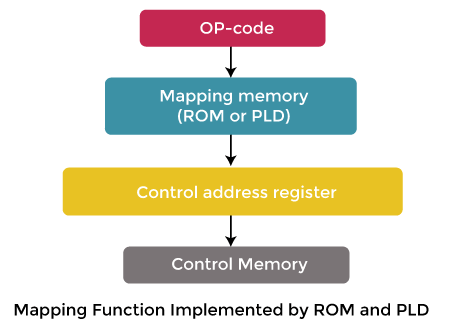 OP-code
Mapping memory
(ROM or PLD)
Control address register
Control Memory
Mapping Function Implemented by ROM and PLD